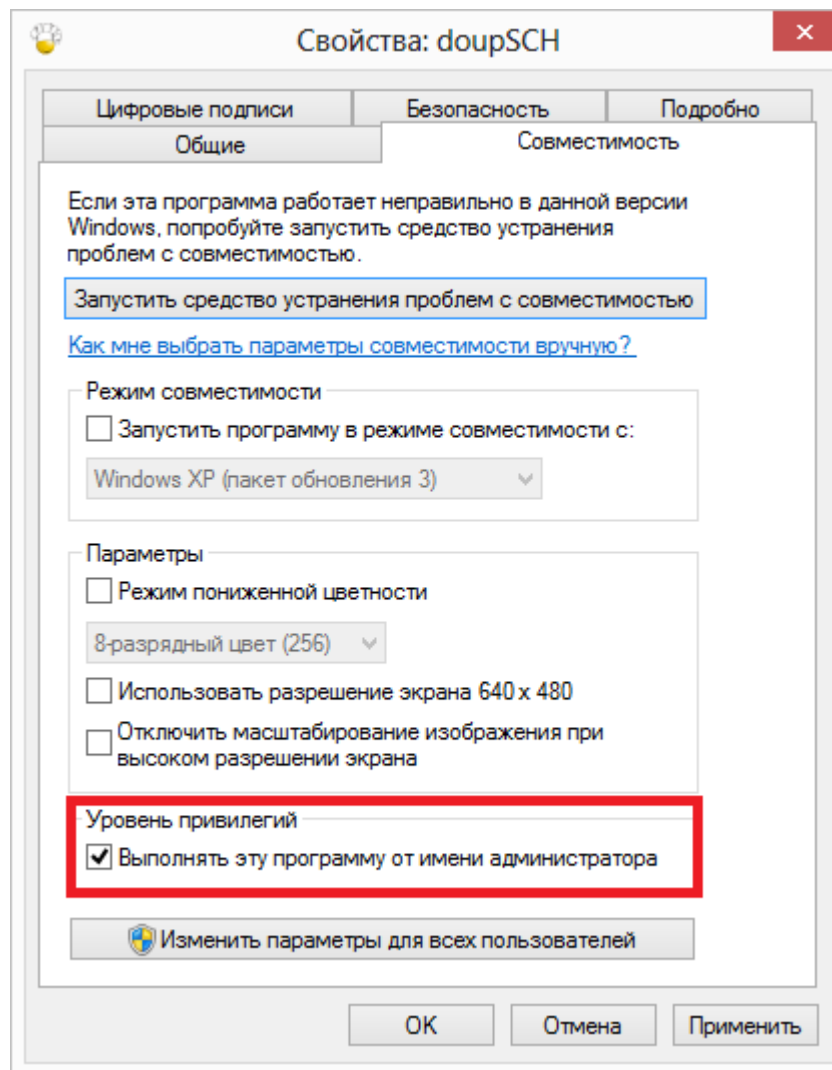 Свойства: doupSCH
Цифровые подписи
Безопасность
Подробно
Общие
Совместимость
Если эта программа работает неправильно в данной версии
Windows, попробуйте запустить средство устранения
проблем с совместимостью.
Запустить средство устранения проблем с совместимостью
Как мне выбрать параметры совместимости вручную?
Режим совместимости
Запустить программу в режиме совместимости с:
Windows XP (пакет обновления 3)
Параметры
Режим пониженной цветности
8-разрядный цвет (256)
Использовать разрешение экрана 640 x 480
Отключить масштабирование изображения при
высоком разрешении экрана
Уровень привилегий
Выполнять эту программу от имени администратора
Изменить параметры для всех пользователей
OK
Отмена
Применить